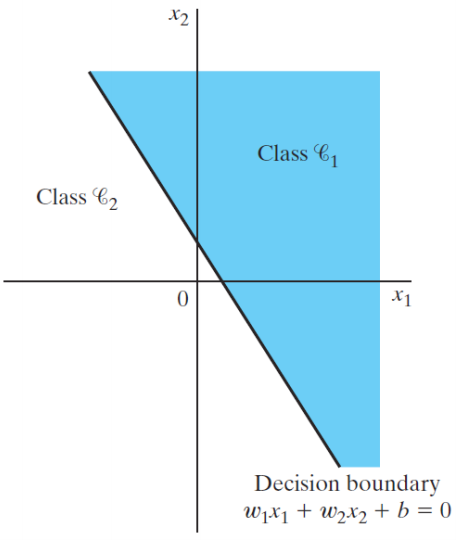 x₂
Class 𝒞₁
Class 𝒞₂
0
x₁
Decision boundary
w₁x₁ + w₂x₂ + b = 0